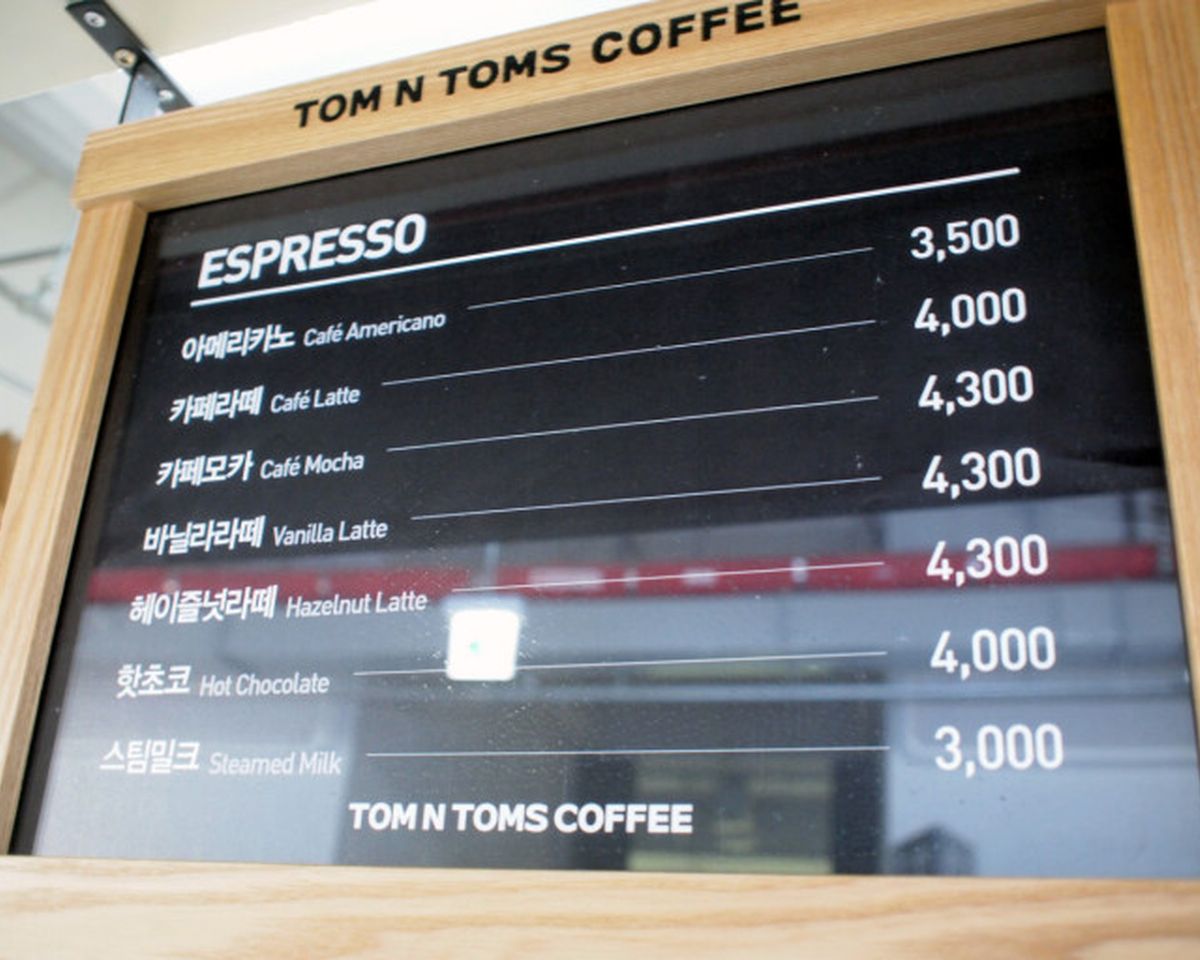 TOM N TOMS COFFEE
ESPRESSO
아메리카노 Café Americano 3,500
카페라떼 Café Latte 4,000
카페모카 Café Mocha 4,300
바닐라라떼 Vanilla Latte 4,300
헤이즐넛라떼 Hazelnut Latte 4,300
핫초코 Hot Chocolate 4,000
스팀밀크 Steamed Milk 3,000
TOM N TOMS COFFEE